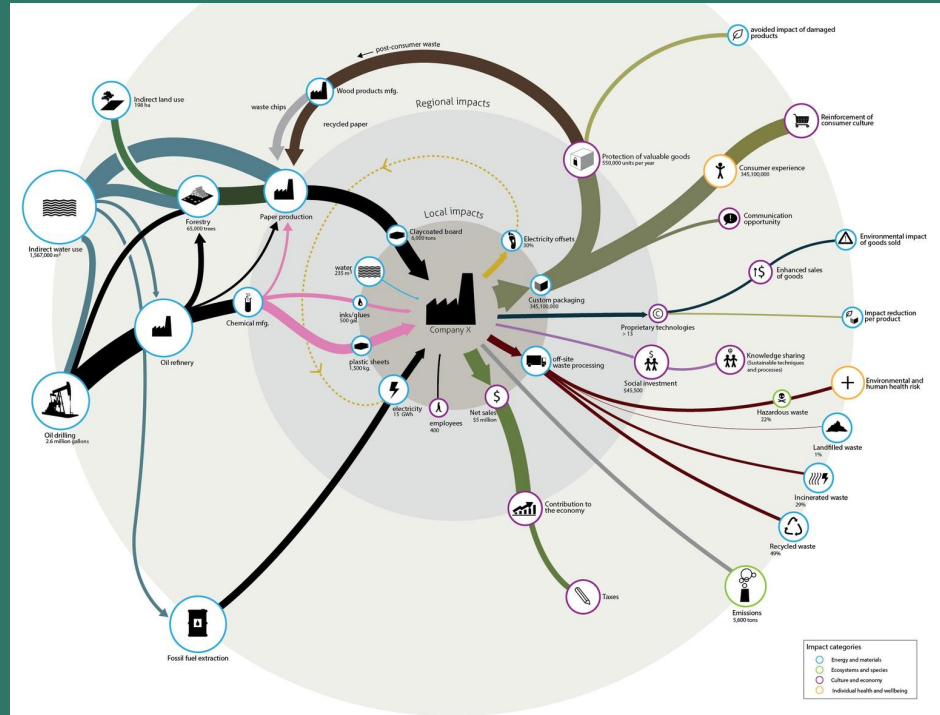 post-consumer waste
avoided impact of damaged
products
Indirect land use
198 ha
Wood products mfg.
waste chips
recycled paper
Regional impacts
Reinforcement of
consumer culture
Protection of valuable goods
550,000 units per year
Consumer experience
345,100,000
Indirect water use
1,567,000 m³
Forestry
65,000 trees
Paper production
Local impacts
Claycoated board
6,000 tons
Electricity offsets
30%
Communication
opportunity
Environmental impact
of goods sold
Enhanced sales
of goods
water
235 m³
Custom packaging
345,100,000
Chemical mfg.
inks/glues
500 gal.
Company X
Proprietary technologies
> 13
Impact reduction
per product
Oil refinery
plastic sheets
1,500 kg.
off-site
waste processing
Social investment
$45,500
Knowledge sharing
(Sustainable techniques
and processes)
Oil drilling
2.6 million gallons
electricity
15 GWh
employees
400
Net sales
55 million
Hazardous waste
22%
Environmental and
human health risk
Landfilled waste
1%
Incinerated waste
29%
Contribution to
the economy
Recycled waste
49%
Taxes
Emissions
5,600 tons
Fossil fuel extraction
Impact categories
Energy and materials
Ecosystems and species
Culture and economy
Individual health and wellbeing